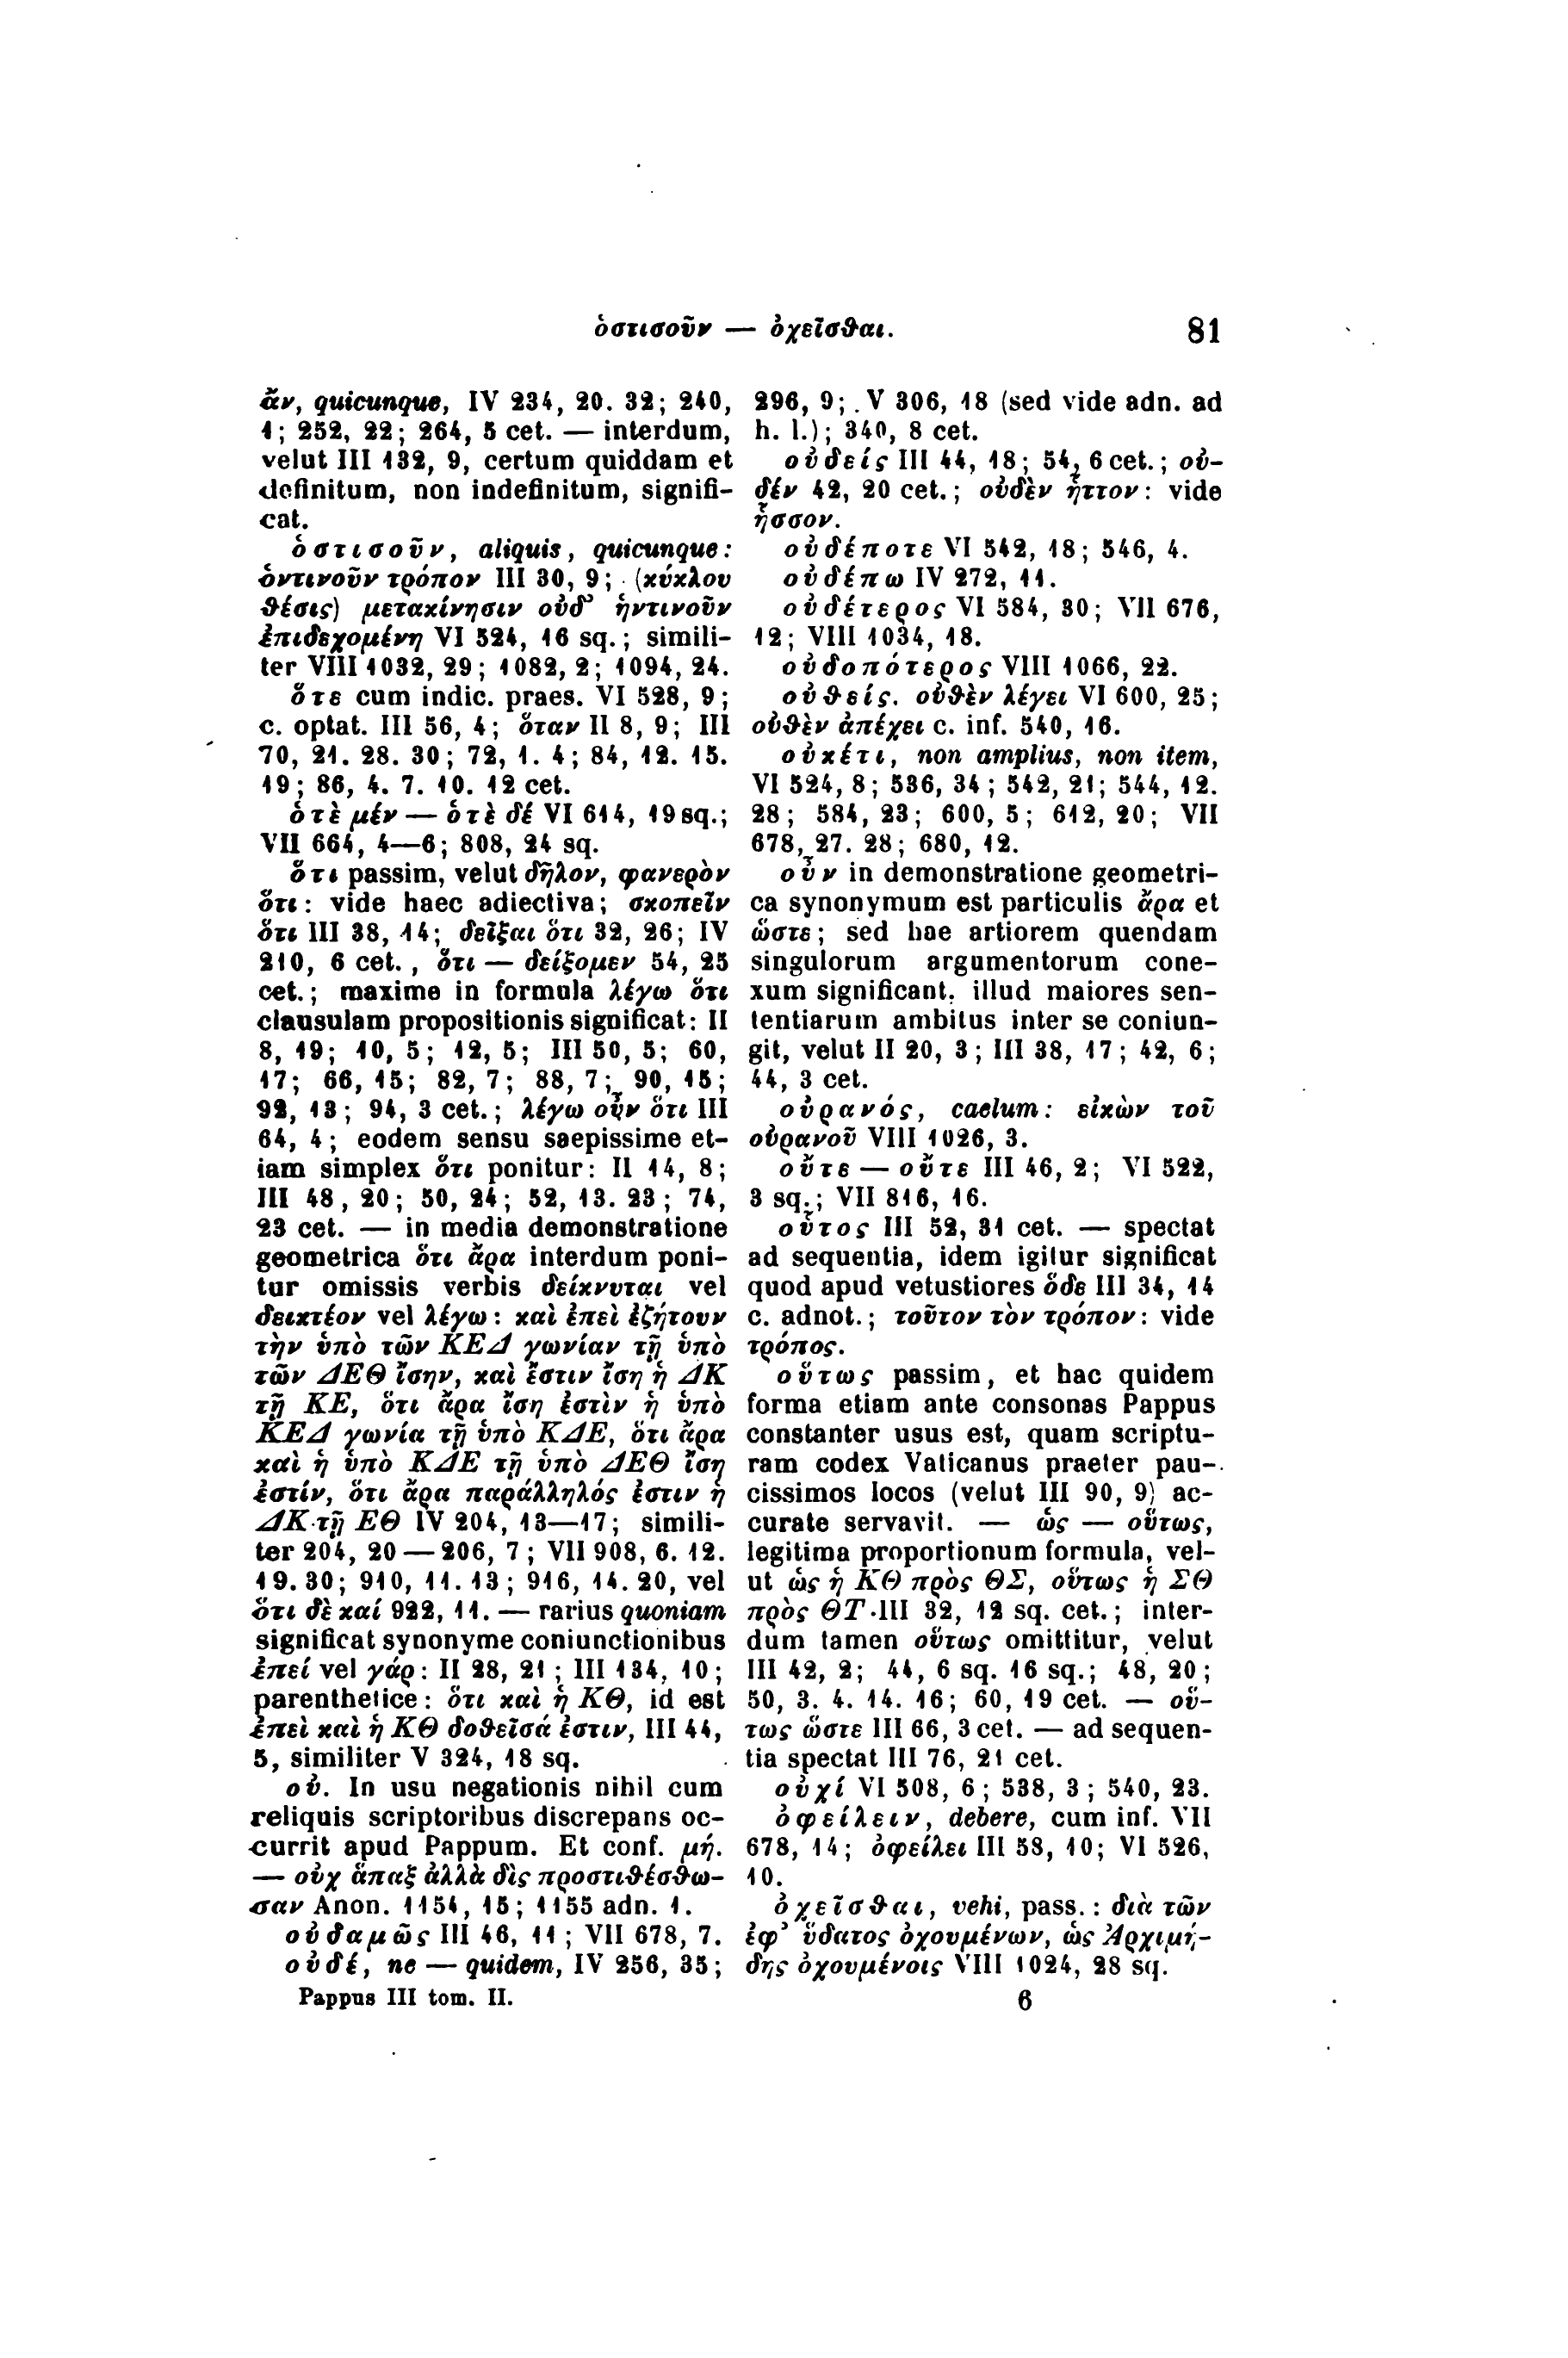 ὁστισοῦν — ὀχεῖσθαι. 81
ἄν, quicunque, IV 234, 20. 32; 240,
1; 252, 22; 264, 5 cet. — interdum,
velut III 132, 9, certum quiddam et
definitum, non indefinitum, signifi-
cat.
ὁστισοῦν, aliquis, quicunque:
ὁντινοῦν τρόπον III 30, 9; (κύκλου
θέσις) μετακίνησιν οὐδ᾽ ἡντινοῦν
ἐπιδεχομένη VI 524, 16 sq.; simili-
ter VIII 1032, 29; 1082, 2; 1094, 24.
ὅτε cum indic. praes. VI 528, 9;
c. optat. III 56, 4; ὅταν II 8, 9; III
70, 21. 28. 30; 72, 1. 4; 84, 12. 15.
19; 86, 4. 7. 10. 12 cet.
ὁτὲ μέν — ὁτὲ δέ VI 614, 19 sq.;
VII 664, 4—6; 808, 24 sq.
ὅτι passim, velut δῆλον, φανερὸν
ὅτι: vide haec adiectiva; σκοπεῖν
ὅτι III 38, 14; δεῖξαι ὅτι 32, 26; IV
210, 6 cet., ὅτι — δείξομεν 54, 25
cet.; maxime in formula λέγω ὅτι
clausulam propositionis significat: II
8, 19; 10, 5; 12, 5; III 50, 5; 60,
17; 66, 15; 82, 7; 88, 7; 90, 15;
92, 13; 94, 3 cet.; λέγω οὖν ὅτι III
64, 4; eodem sensu saepissime et-
iam simplex ὅτι ponitur: II 14, 8;
III 48, 20; 50, 24; 52, 13. 23; 74,
23 cet. — in media demonstratione
geometrica ὅτι ἄρα interdum poni-
tur omissis verbis δείκνυται vel
δεικτέον vel λέγω: καὶ ἐπεὶ ἐζήτουν
τὴν ὑπὸ τῶν ΚΕΔ γωνίαν τῇ ὑπὸ
τῶν ΔΕΘ ἴσην, καὶ ἔστιν ἴση ἡ ΔΚ
τῇ ΚΕ, ὅτι ἄρα ἴση ἐστὶν ἡ ὑπὸ
ΚΕΔ γωνία τῇ ὑπὸ ΚΔΕ, ὅτι ἄρα
καὶ ἡ ὑπὸ ΚΔΕ τῇ ὑπὸ ΔΕΘ ἴση
ἐστίν, ὅτι ἄρα παράλληλός ἐστιν ἡ
ΔΚ τῇ ΕΘ IV 204, 13—17; simili-
ter 204, 20 — 206, 7; VII 908, 6. 12.
19. 30; 910, 11. 13; 916, 14. 20, vel
ὅτι δὲ καί 922, 11. — rarius quoniam
significat synonyme coniunctionibus
ἐπεί vel γάρ: II 28, 21; III 134, 10;
parenthetice: ὅτι καὶ ἡ ΚΘ, id est
ἐπεὶ καὶ ἡ ΚΘ δοθεῖσά ἐστιν, III 44,
5, similiter V 324, 18 sq.
οὐ. In usu negationis nihil cum
reliquis scriptoribus discrepans oc-
currit apud Pappum. Et conf. μή.
— οὐχ ἅπαξ ἀλλὰ δὶς προστιθέσθω-
σαν Anon. 1154, 15; 1155 adn. 1.
οὐδαμῶς III 46, 11; VII 678, 7.
οὐδέ, ne — quidem, IV 256, 35;
Pappus III tom. II.
296, 9; V 306, 18 (sed vide adn. ad
h. l.); 340, 8 cet.
οὐδείς III 44, 18; 54, 6 cet.; οὐ-
δέν 42, 20 cet.; οὐδὲν ἧττον: vide
ἧσσον.
οὐδέποτε VI 542, 18; 546, 4.
οὐδέπω IV 272, 11.
οὐδέτερος VI 584, 30; VII 676,
12; VIII 1034, 18.
οὐδοπότερος VIII 1066, 22.
οὐθείς. οὐθὲν λέγει VI 600, 25;
οὐθὲν ἀπέχει c. inf. 540, 16.
οὐκέτι, non amplius, non item,
VI 524, 8; 536, 34; 542, 21; 544, 12.
28; 584, 23; 600, 5; 612, 20; VII
678, 27. 28; 680, 12.
οὖν in demonstratione geometri-
ca synonymum est particulis ἄρα et
ὥστε; sed hae artiorem quendam
singulorum argumentorum cone-
xum significant, illud maiores sen-
tentiarum ambitus inter se coniun-
git, velut II 20, 3; III 38, 17; 42, 6;
44, 3 cet.
οὐρανός, caelum: εἰκὼν τοῦ
οὐρανοῦ VIII 1026, 3.
οὔτε — οὔτε III 46, 2; VI 522,
3 sq.; VII 816, 16.
οὗτος III 52, 31 cet. — spectat
ad sequentia, idem igitur significat
quod apud vetustiores ὅδε III 34, 14
c. adnot.; τοῦτον τὸν τρόπον: vide
τρόπος.
οὕτως passim, et hac quidem
forma etiam ante consonas Pappus
constanter usus est, quam scriptu-
ram codex Vaticanus praeter pau-
cissimos locos (velut III 90, 9) ac-
curate servavit. — ὡς — οὕτως,
legitima proportionum formula, vel-
ut ὡς ἡ ΚΘ πρὸς ΘΣ, οὕτως ἡ ΣΘ
πρὸς ΘΤ III 32, 12 sq. cet.; inter-
dum tamen οὕτως omittitur, velut
III 42, 2; 44, 6 sq. 16 sq.; 48, 20;
50, 3. 4. 14. 16; 60, 19 cet. — οὕ-
τως ὥστε III 66, 3 cet. — ad sequen-
tia spectat III 76, 21 cet.
οὐχί VI 508, 6; 538, 3; 540, 23.
ὀφείλειν, debere, cum inf. VII
678, 14; ὀφείλει III 58, 10; VI 526,
10.
ὀχεῖσθαι, vehi, pass.: διὰ τῶν
ἐφ᾽ ὕδατος ὀχουμένων, ὡς Ἀρχιμή-
δης ὀχουμένοις VIII 1024, 28 sq.
6